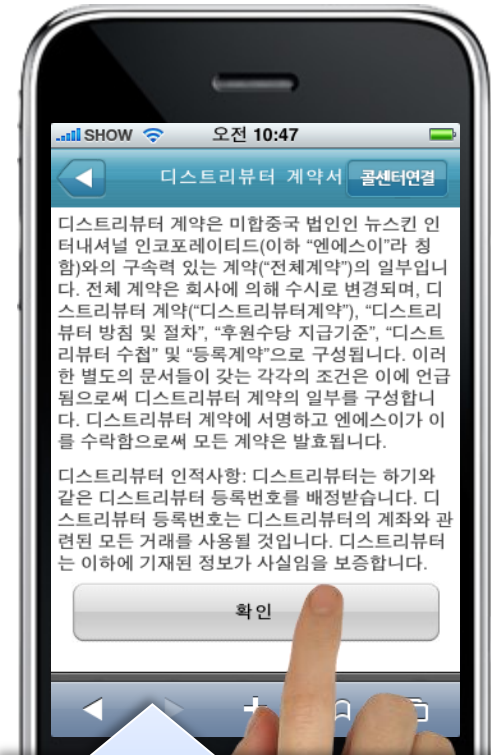 SHOW 오전 10:47
디스트리뷰터 계약서 콜센터연결
디스트리뷰터 계약은 미합중국 법인인 뉴스킨 인
터내셔널 인코포레이티드(이하 “엔에스이”라 칭
함)와의 구속력 있는 계약(“전체계약”)의 일부입니
다. 전체 계약은 회사에 의해 수시로 변경되며, 디
스트리뷰터 계약(“디스트리뷰터계약”), “디스트리
뷰터 방침 및 절차”, “후원수당 지급기준”, “디스트
리뷰터 수첩” 및 “등록계약”으로 구성됩니다. 이러
한 별도의 문서들이 갖는 각각의 조건은 이에 언급
됨으로써 디스트리뷰터 계약의 일부를 구성합니
다. 디스트리뷰터 계약에 서명하고 엔에스이가 이
를 수락함으로써 모든 계약은 발효됩니다.
디스트리뷰터 인적사항: 디스트리뷰터는 하기와
같은 디스트리뷰터 등록번호를 배정받습니다. 디
스트리뷰터 등록번호는 디스트리뷰터의 계좌와 관
련된 모든 거래를 사용될 것입니다. 디스트리뷰터
는 이하에 기재된 정보가 사실임을 보증합니다.
확인